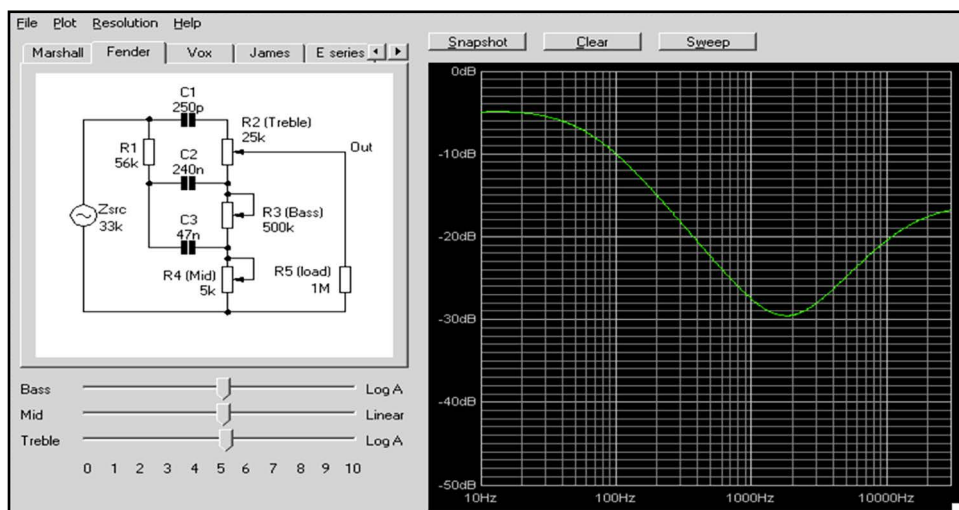 File Plot Resolution Help
Marshall Fender Vox James E series
Snapshot Clear Sweep
C1
250p
R2 (Treble)
25k
Out
R1
56k
C2
240n
Zsrc
33k
R3 (Bass)
500k
C3
47n
R4 (Mid)
5k
R5 (load)
1M
Bass Log A
Mid Linear
Treble Log A
0 1 2 3 4 5 6 7 8 9 10
0dB
-10dB
-20dB
-30dB
-40dB
-50dB
10Hz 100Hz 1000Hz 10000Hz